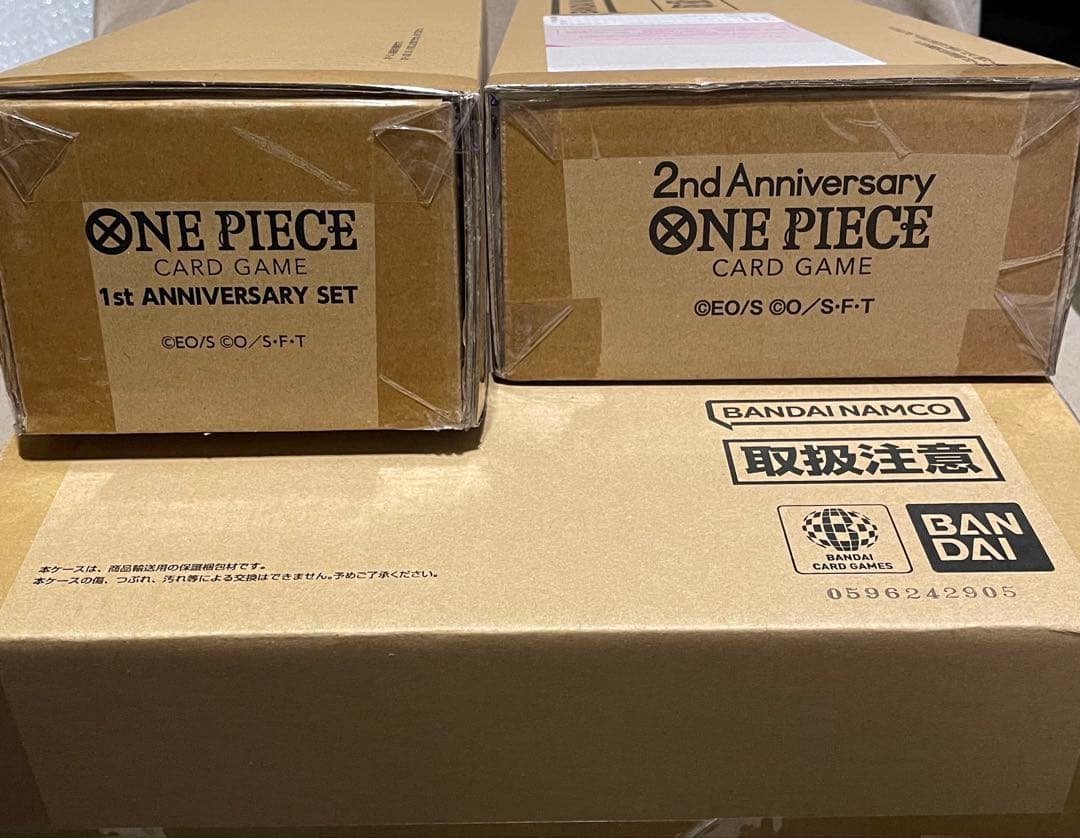 ONE PIECE
CARD GAME
1st ANNIVERSARY SET
©EO/S ©O/S・F・T
2nd Anniversary
ONE PIECE
CARD GAME
©EO/S ©O/S・F・T
BANDAI NAMCO
取扱注意
BANDAI
CARD GAMES
BAN
DAI
0596242905
本ケースは、商品輸送用の保護梱包材です。
本ケースの傷、つぶれ、汚れ等による交換はできません。予めご了承ください。